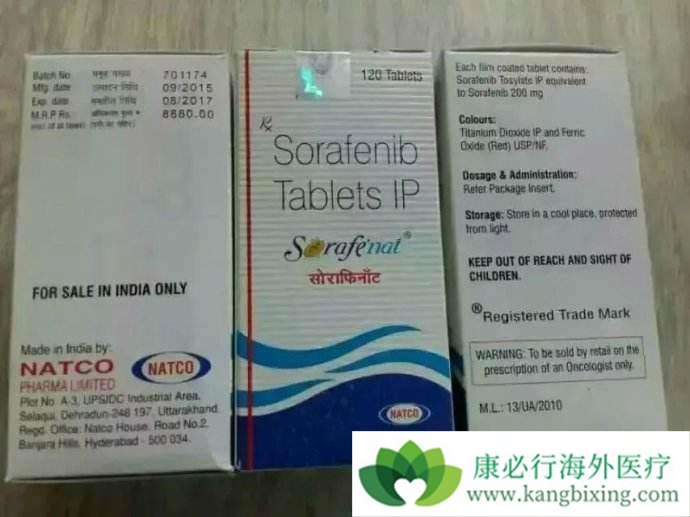 Batch No. 701174
Mfg. date 09/2015
Exp. date 08/2017
M.R.P Rs. 8880.00
FOR SALE IN INDIA ONLY
Made in India by:
NATCO
PHARMA LIMITED
NATCO
Plot No. A-3, UPSIDC Industrial Area,
Selaqui, Dehradun-248 197, Uttarakhand.
Regd. Office: Natco House, Road No.2,
Banjara Hills, Hyderabad - 500 034.
120 Tablets
Rx
Sorafenib
Tablets IP
Sorafenat®
सोराफिनॅट
NATCO
Each film coated tablet contains:
Sorafenib Tosylate IP equivalent
to Sorafenib 200 mg
Colours:
Titanium Dioxide IP and Ferric
Oxide (Red) USP/NF.
Dosage & Administration:
Refer Package Insert.
Storage: Store in a cool place, protected
from light.
KEEP OUT OF REACH AND SIGHT OF
CHILDREN.
®Registered Trade Mark
WARNING: To be sold by retail on the
prescription of an Oncologist only.
M.L.: 13/UA/2010
康必行海外医疗
www.kangbixing.com